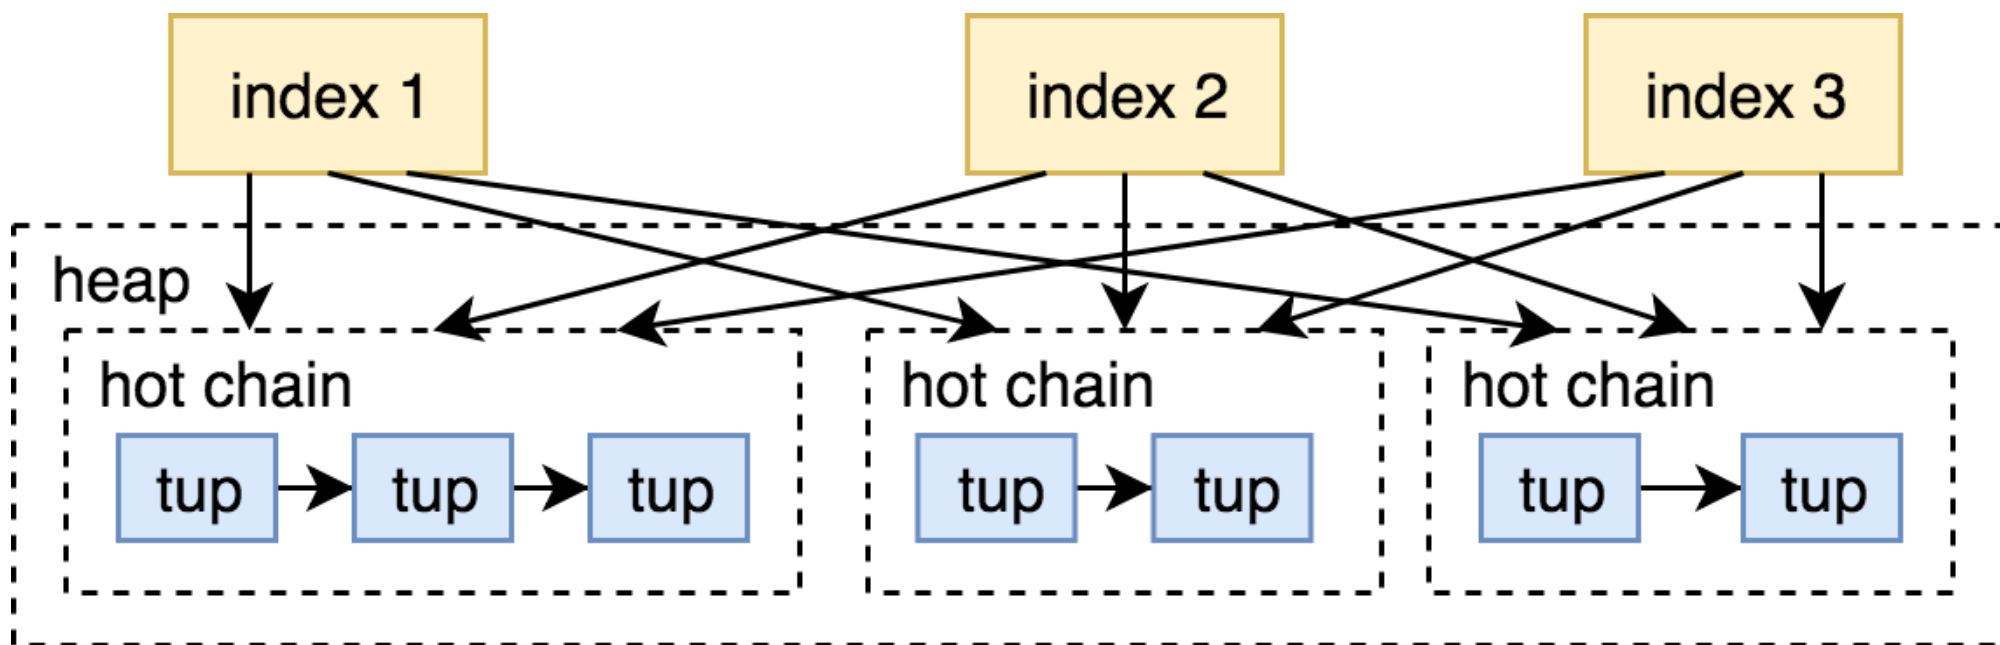 index 1
index 2
index 3
heap
hot chain
hot chain
hot chain
tup
tup
tup
tup
tup
tup
tup